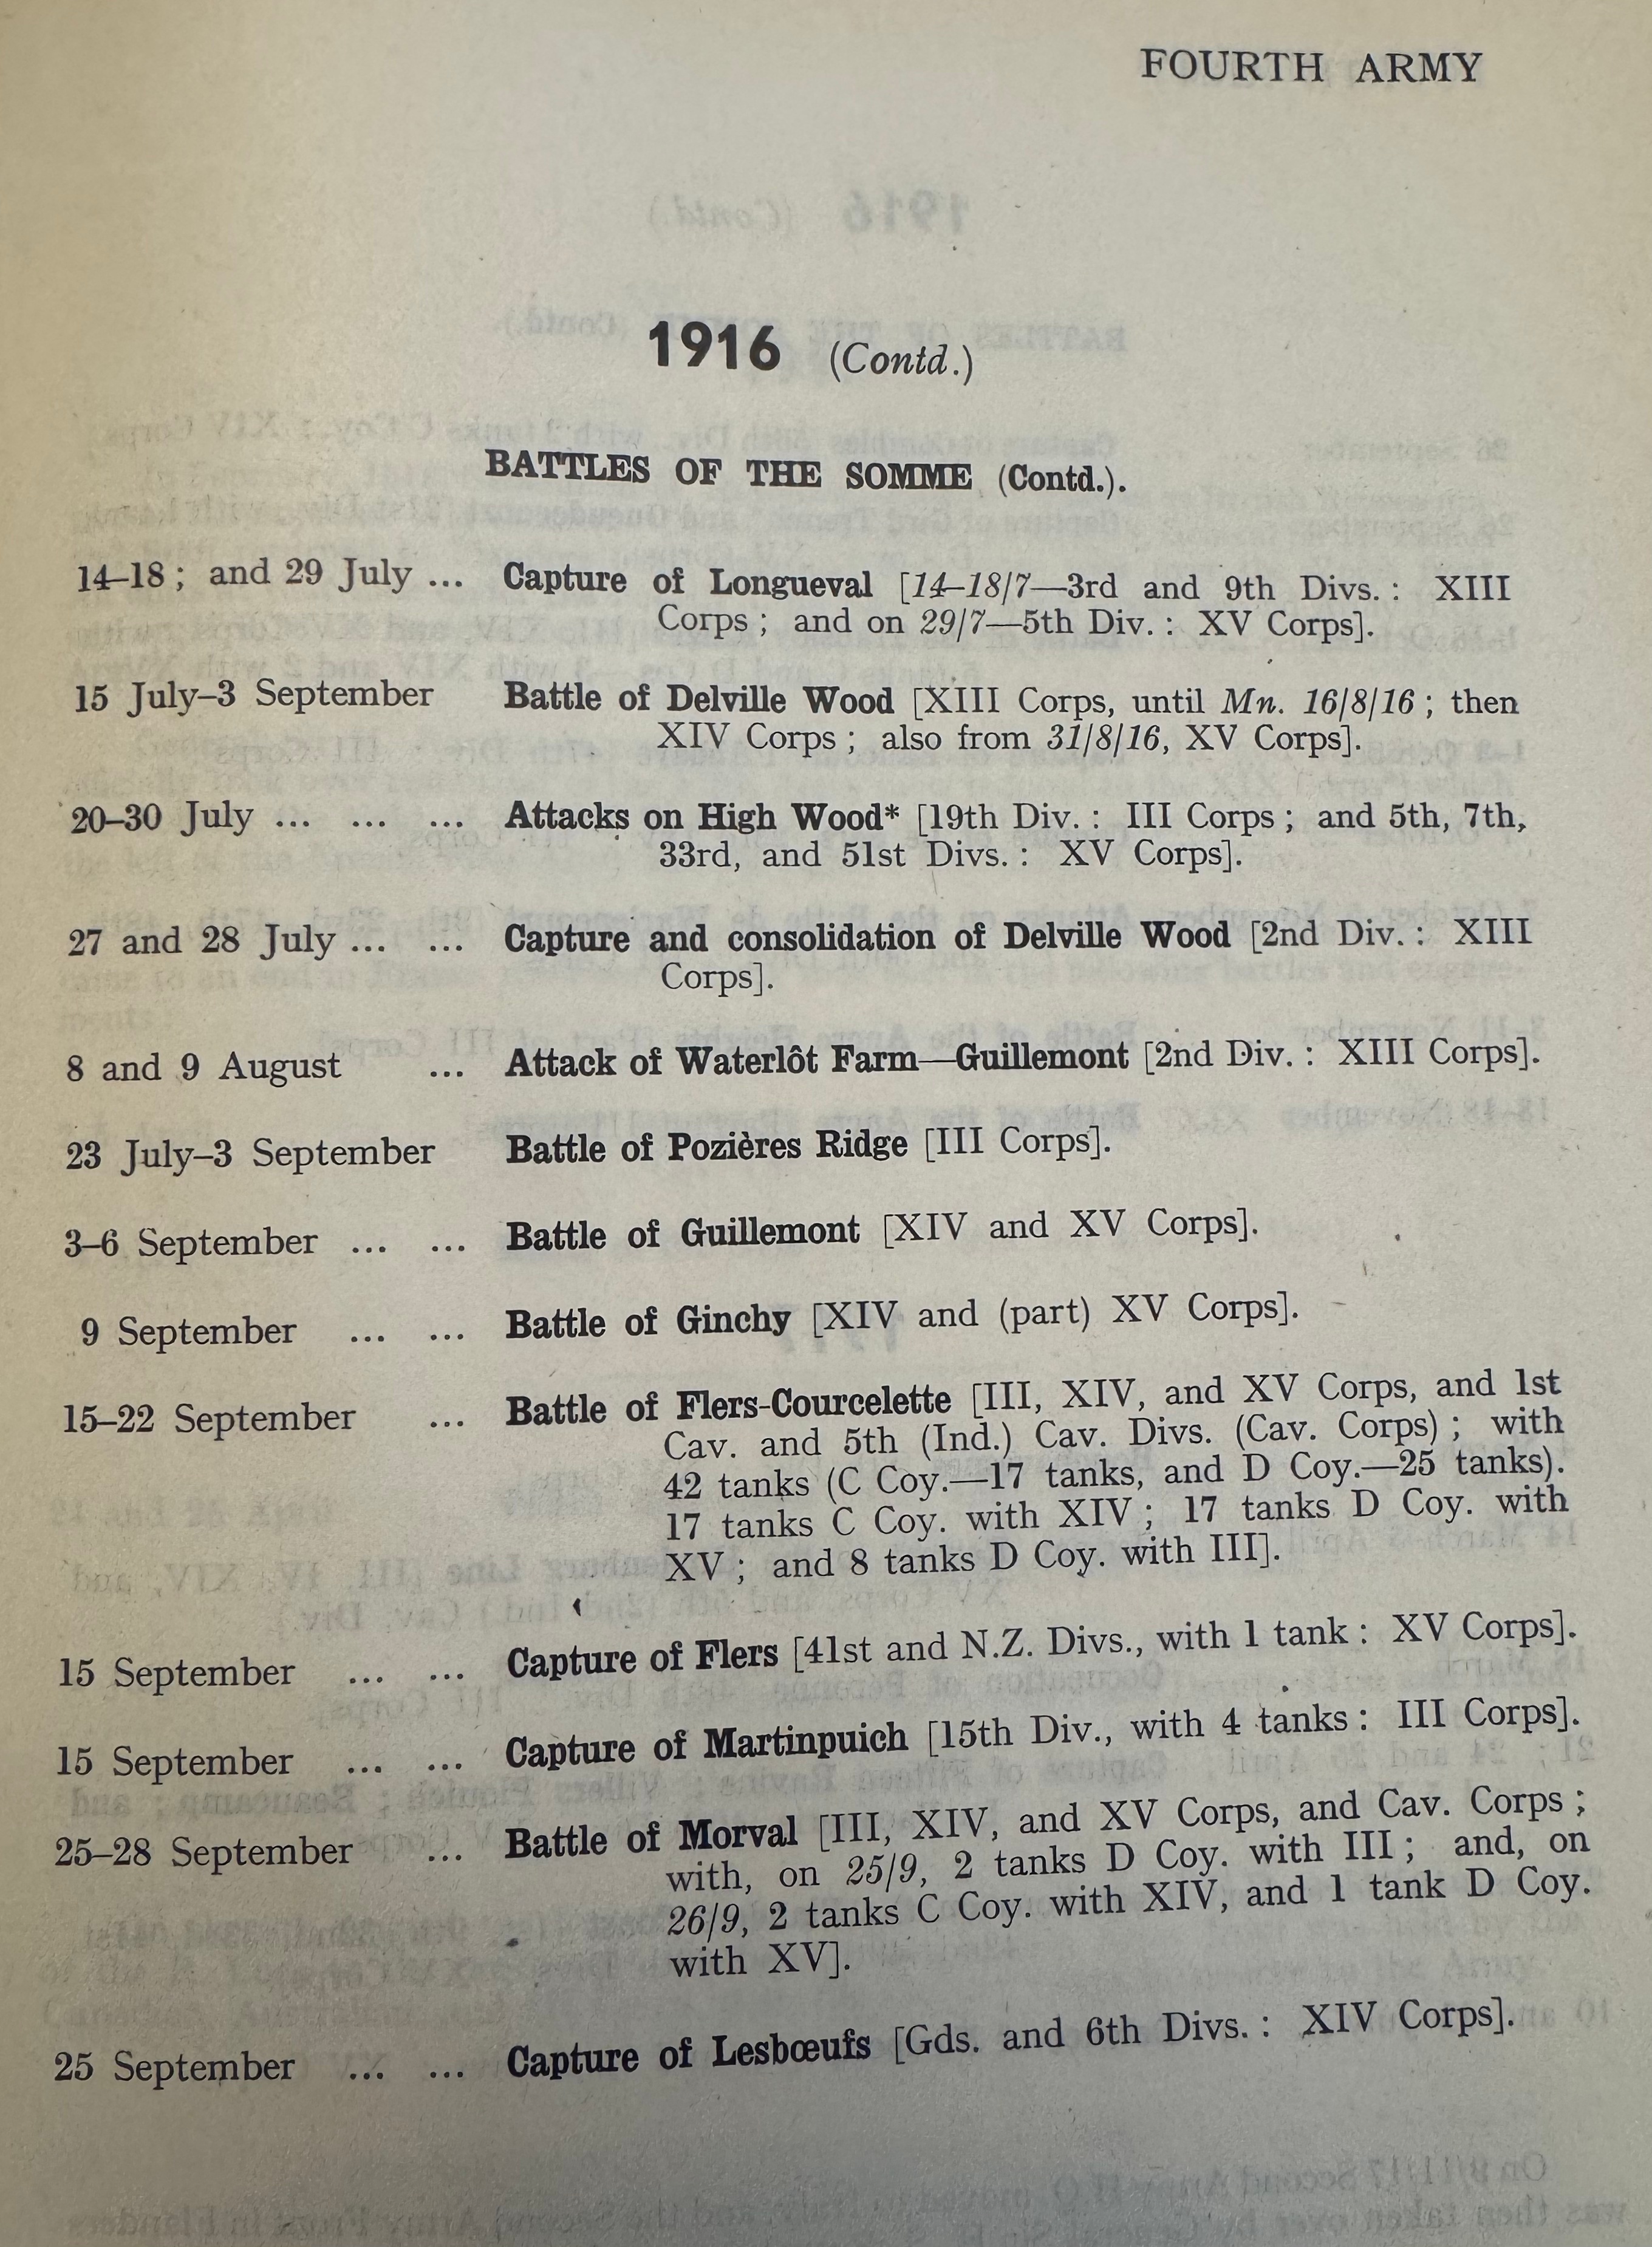 FOURTH ARMY
1916 (Contd.)
BATTLES OF THE SOMME (Contd.).
14–18 ; and 29 July ... Capture of Longueval [14–18/7—3rd and 9th Divs. : XIII
Corps ; and on 29/7—5th Div. : XV Corps].
15 July–3 September Battle of Delville Wood [XIII Corps, until Mn. 16/8/16 ; then
XIV Corps ; also from 31/8/16, XV Corps].
20–30 July ... ... ... Attacks on High Wood* [19th Div. : III Corps ; and 5th, 7th,
33rd, and 51st Divs. : XV Corps].
27 and 28 July ... ... Capture and consolidation of Delville Wood [2nd Div. : XIII
Corps].
8 and 9 August ... Attack of Waterlôt Farm—Guillemont [2nd Div. : XIII Corps].
23 July–3 September Battle of Pozières Ridge [III Corps].
3–6 September ... ... Battle of Guillemont [XIV and XV Corps].
9 September ... ... Battle of Ginchy [XIV and (part) XV Corps].
15–22 September ... Battle of Flers-Courcelette [III, XIV, and XV Corps, and 1st
Cav. and 5th (Ind.) Cav. Divs. (Cav. Corps) ; with
42 tanks (C Coy.—17 tanks, and D Coy.—25 tanks).
17 tanks C Coy. with XIV ; 17 tanks D Coy. with
XV ; and 8 tanks D Coy. with III].
15 September ... ... Capture of Flers [41st and N.Z. Divs., with 1 tank : XV Corps].
15 September ... ... Capture of Martinpuich [15th Div., with 4 tanks : III Corps].
25–28 September ... Battle of Morval [III, XIV, and XV Corps, and Cav. Corps ;
with, on 25/9, 2 tanks D Coy. with III ; and, on
26/9, 2 tanks C Coy. with XIV, and 1 tank D Coy.
with XV].
25 September ... ... Capture of Lesbœufs [Gds. and 6th Divs. : XIV Corps].